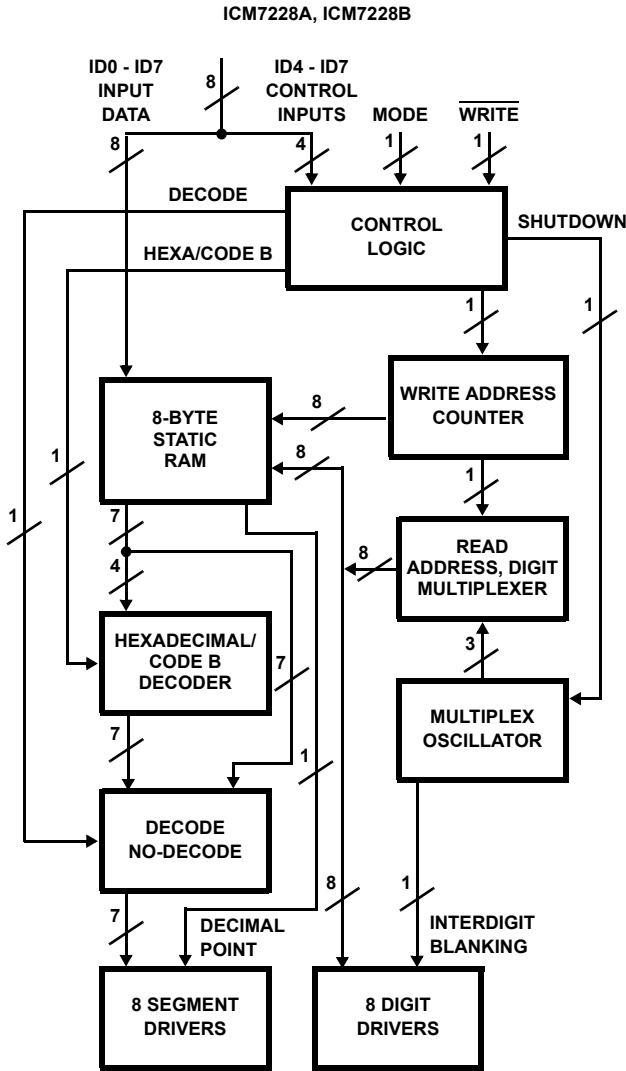 ICM7228A, ICM7228B
ID0 - ID7
INPUT
DATA
8
ID4 - ID7
CONTROL
INPUTS
MODE
WRITE
8
4
1
1
DECODE
CONTROL
LOGIC
SHUTDOWN
HEXA/CODE B
1
1
8-BYTE
STATIC
RAM
8
WRITE ADDRESS
COUNTER
8
1
1
1
7
4
8
READ
ADDRESS, DIGIT
MULTIPLEXER
HEXADECIMAL/
CODE B
DECODER
7
3
MULTIPLEX
OSCILLATOR
7
1
DECODE
NO-DECODE
8
1
7
DECIMAL
POINT
INTERDIGIT
BLANKING
8 SEGMENT
DRIVERS
8 DIGIT
DRIVERS